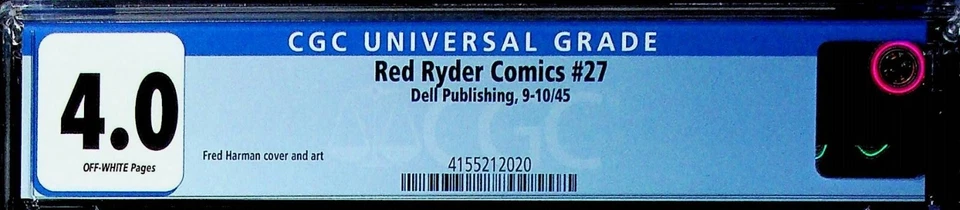 CGC UNIVERSAL GRADE
4.0
OFF-WHITE Pages
Red Ryder Comics #27
Dell Publishing, 9-10/45
Fred Harman cover and art
CGC
4155212020